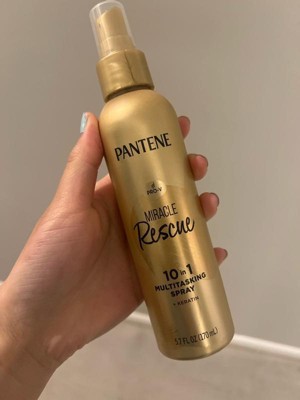 PANTENE
PRO-V
MIRACLE
Rescue
10 in 1
MULTITASKING
SPRAY
+ KERATIN
5.7 FL OZ (170 mL)